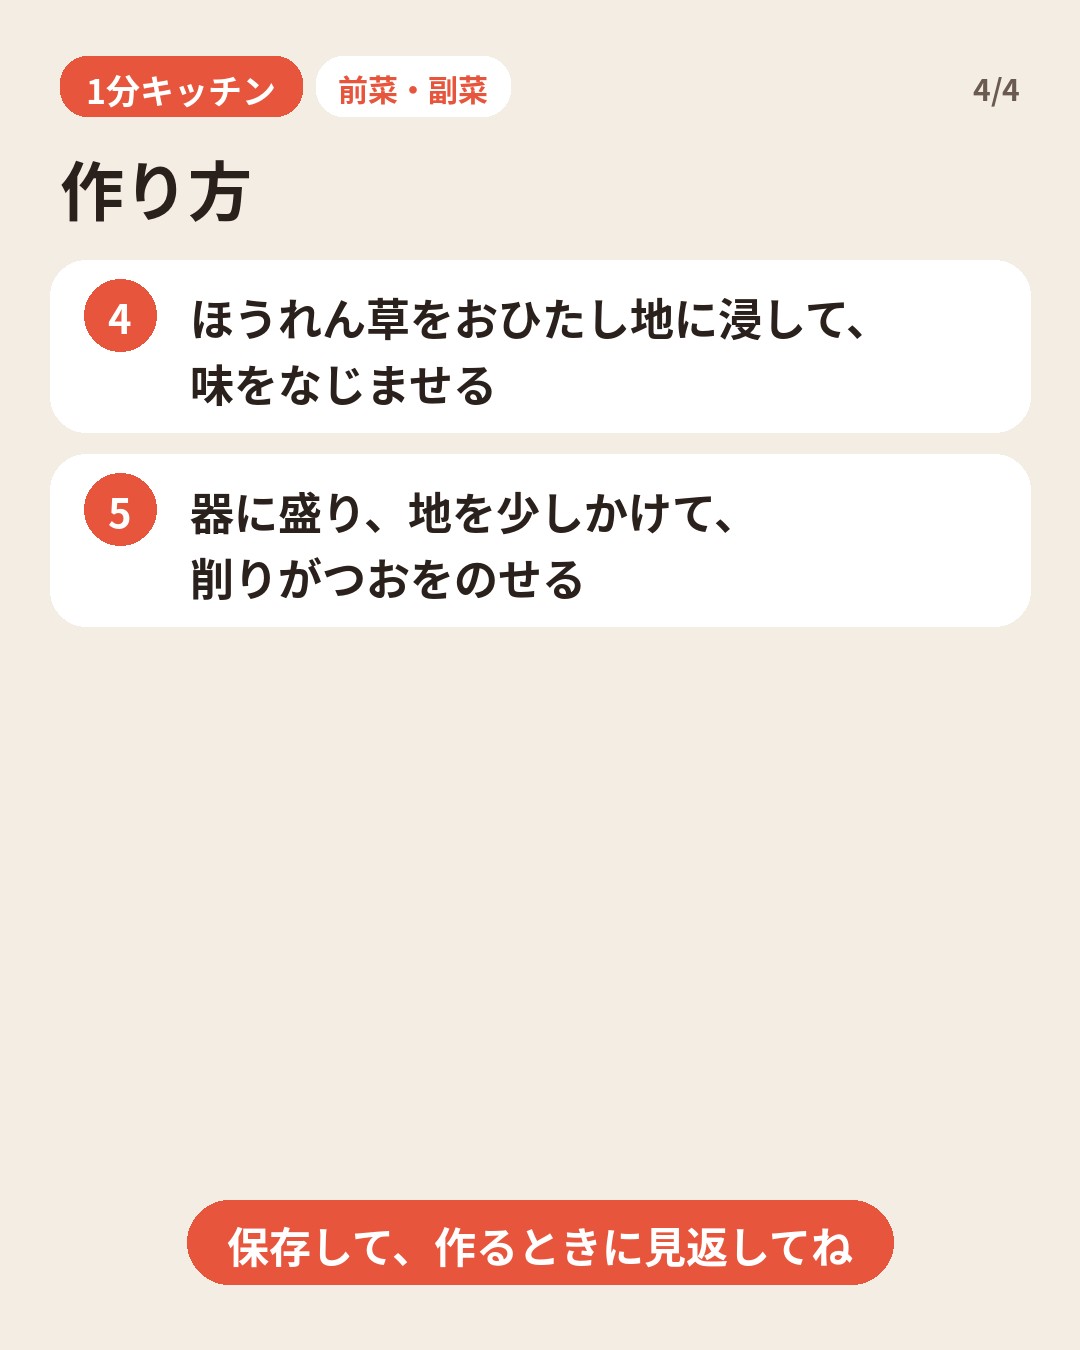 1分キッチン
前菜・副菜
4/4
作り方
4
ほうれん草をおひたし地に浸して、
味をなじませる
5
器に盛り、地を少しかけて、
削りがつおをのせる
保存して、作るときに見返してね